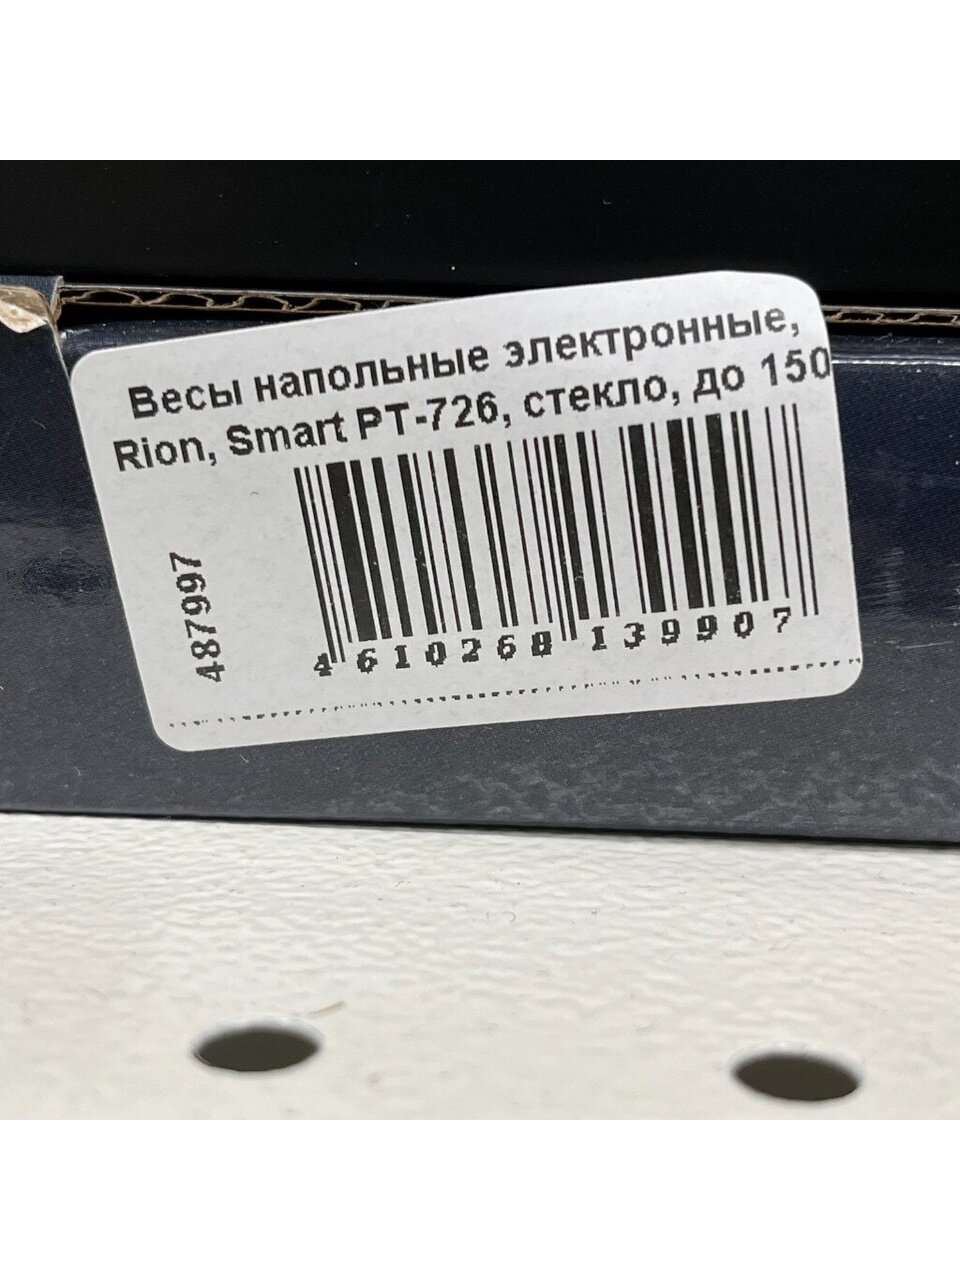 Весы напольные электронные,
Rion, Smart PT-726, стекло, до 150
487997
4 610268 139907